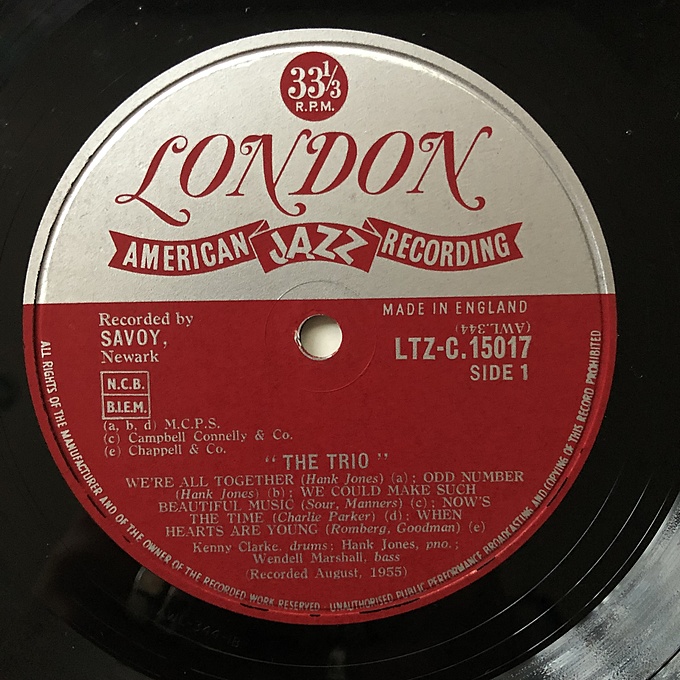 33⅓
R.P.M.
LONDON
AMERICAN JAZZ RECORDING
MADE IN ENGLAND
Recorded by
SAVOY,
Newark
(AWL.344)
LTZ-C.15017
SIDE 1
N.C.B.
B.I.E.M.
(a, b, d) M.C.P.S.
(c) Campbell Connelly & Co.
(e) Chappell & Co.
“ THE TRIO ”
WE'RE ALL TOGETHER (Hank Jones) (a) ; ODD NUMBER
(Hank Jones) (b) ; WE COULD MAKE SUCH
BEAUTIFUL MUSIC (Sour, Manners) (c) ; NOW'S
THE TIME (Charlie Parker) (d) ; WHEN
HEARTS ARE YOUNG (Romberg, Goodman) (e)
Kenny Clarke, drums ; Hank Jones, pno. ;
Wendell Marshall, bass
(Recorded August, 1955)
ALL RIGHTS OF THE MANUFACTURER AND OF THE OWNER OF THE RECORDED WORK RESERVED - UNAUTHORISED PUBLIC PERFORMANCE BROADCASTING AND COPYING OF THIS RECORD PROHIBITED